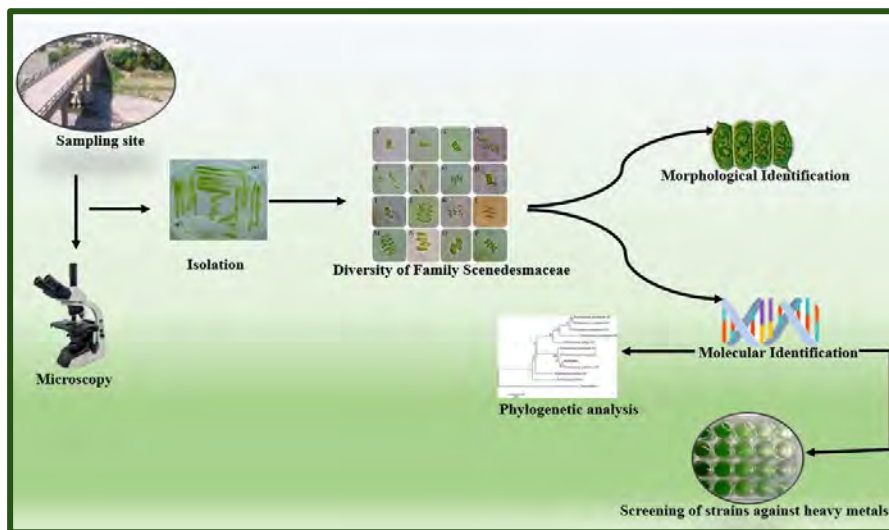 Sampling site
Isolation
Microscopy
Diversity of Family Scenedesmaceae
Morphological Identification
Molecular Identification
Phylogenetic analysis
Screening of strains against heavy metals